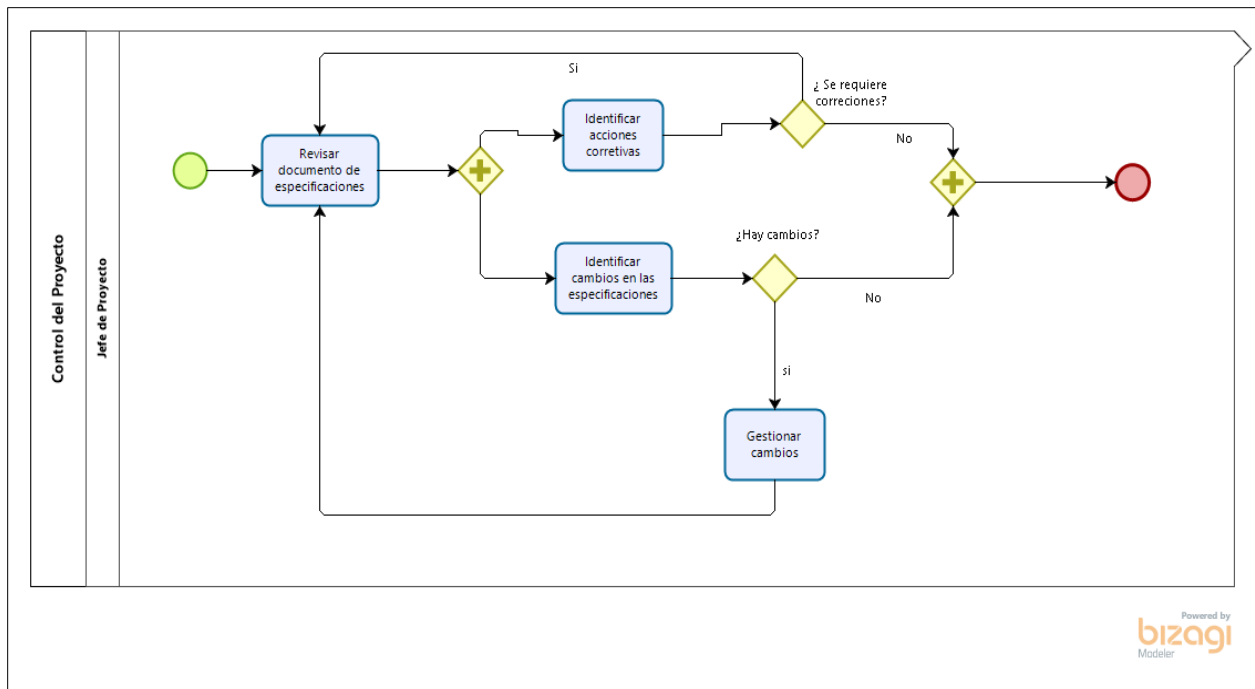 Control del Proyecto
Jefe de Proyecto
Si
¿ Se requiere
correciones?
Identificar
acciones
corretivas
No
Revisar
documento de
especificaciones
¿Hay cambios?
Identificar
cambios en las
especificaciones
No
si
Gestionar
cambios
Powered by
bizagi
Modeler